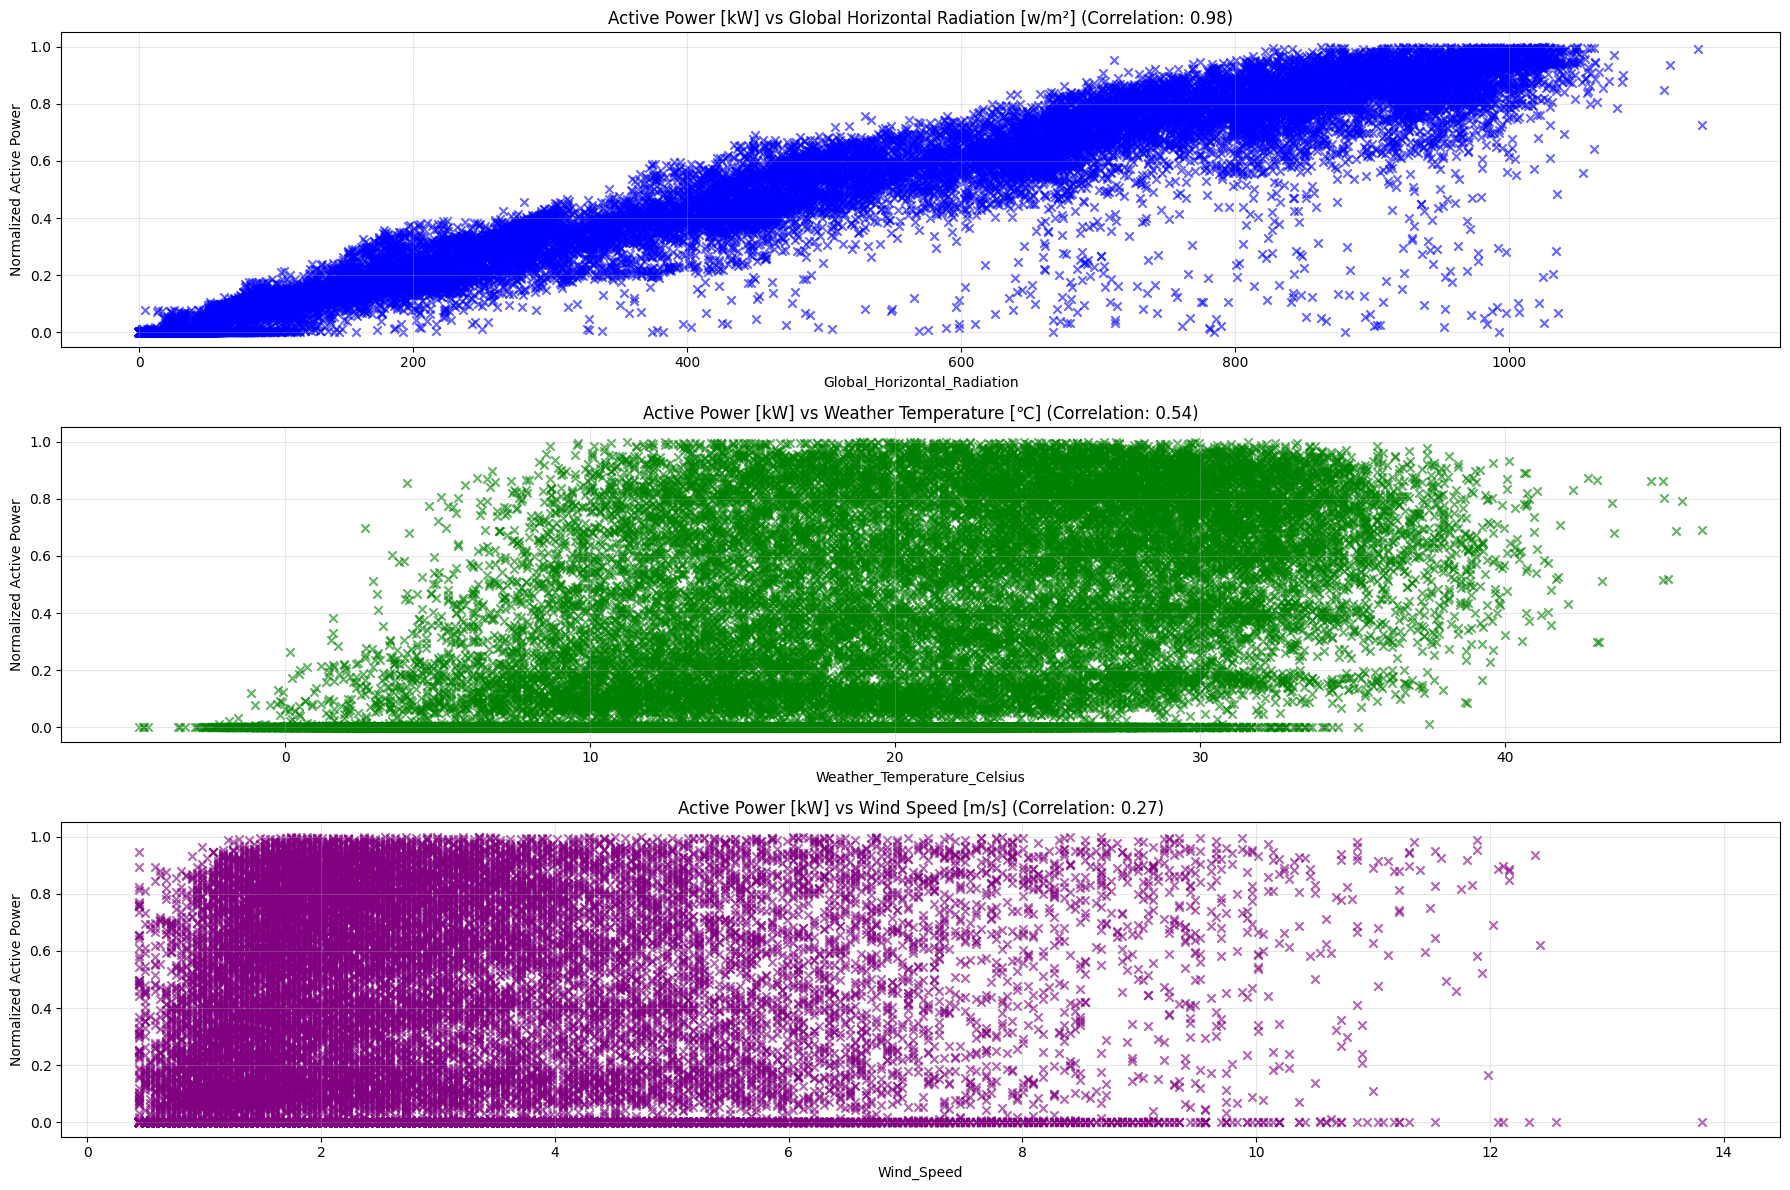 Active Power [kW] vs Global Horizontal Radiation [w/m²] (Correlation: 0.98)
Normalized Active Power
1.0
0.8
0.6
0.4
0.2
0.0
0 200 400 600 800 1000
Global_Horizontal_Radiation
Active Power [kW] vs Weather Temperature [℃] (Correlation: 0.54)
Normalized Active Power
1.0
0.8
0.6
0.4
0.2
0.0
0 10 20 30 40
Weather_Temperature_Celsius
Active Power [kW] vs Wind Speed [m/s] (Correlation: 0.27)
Normalized Active Power
1.0
0.8
0.6
0.4
0.2
0.0
0 2 4 6 8 10 12 14
Wind_Speed